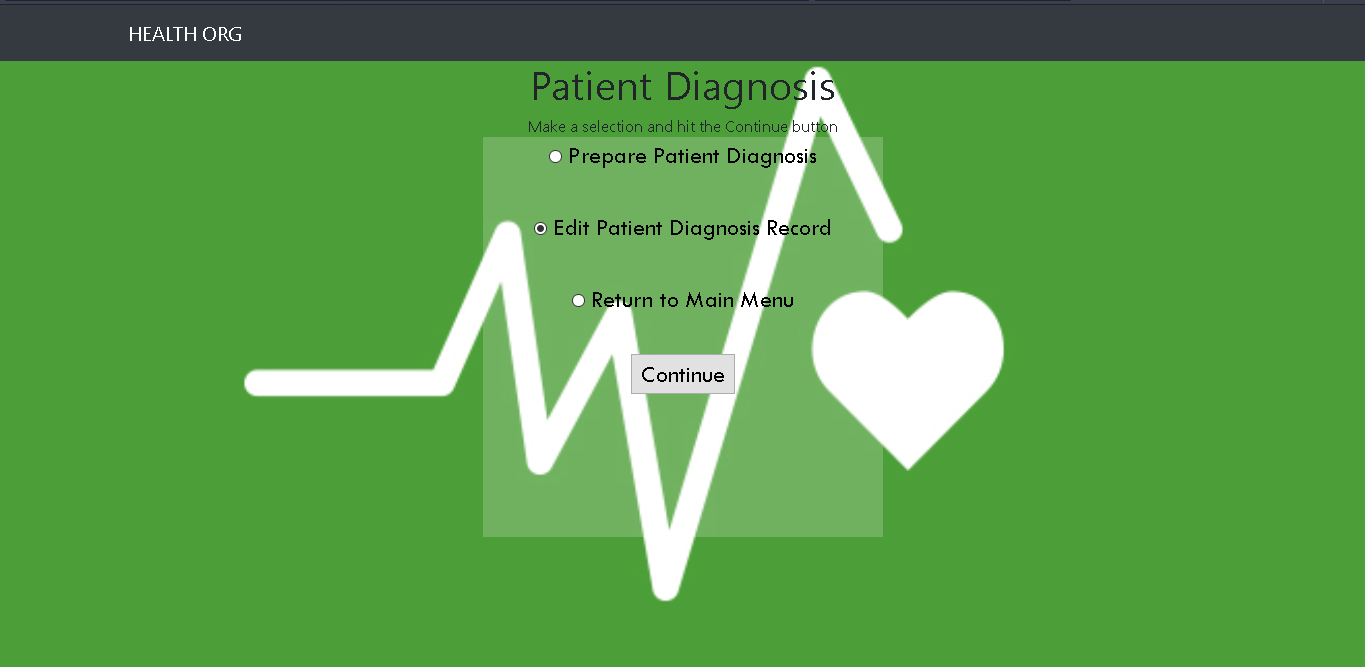 HEALTH ORG
Patient Diagnosis
Make a selection and hit the Continue button
Prepare Patient Diagnosis
Edit Patient Diagnosis Record
Return to Main Menu
Continue